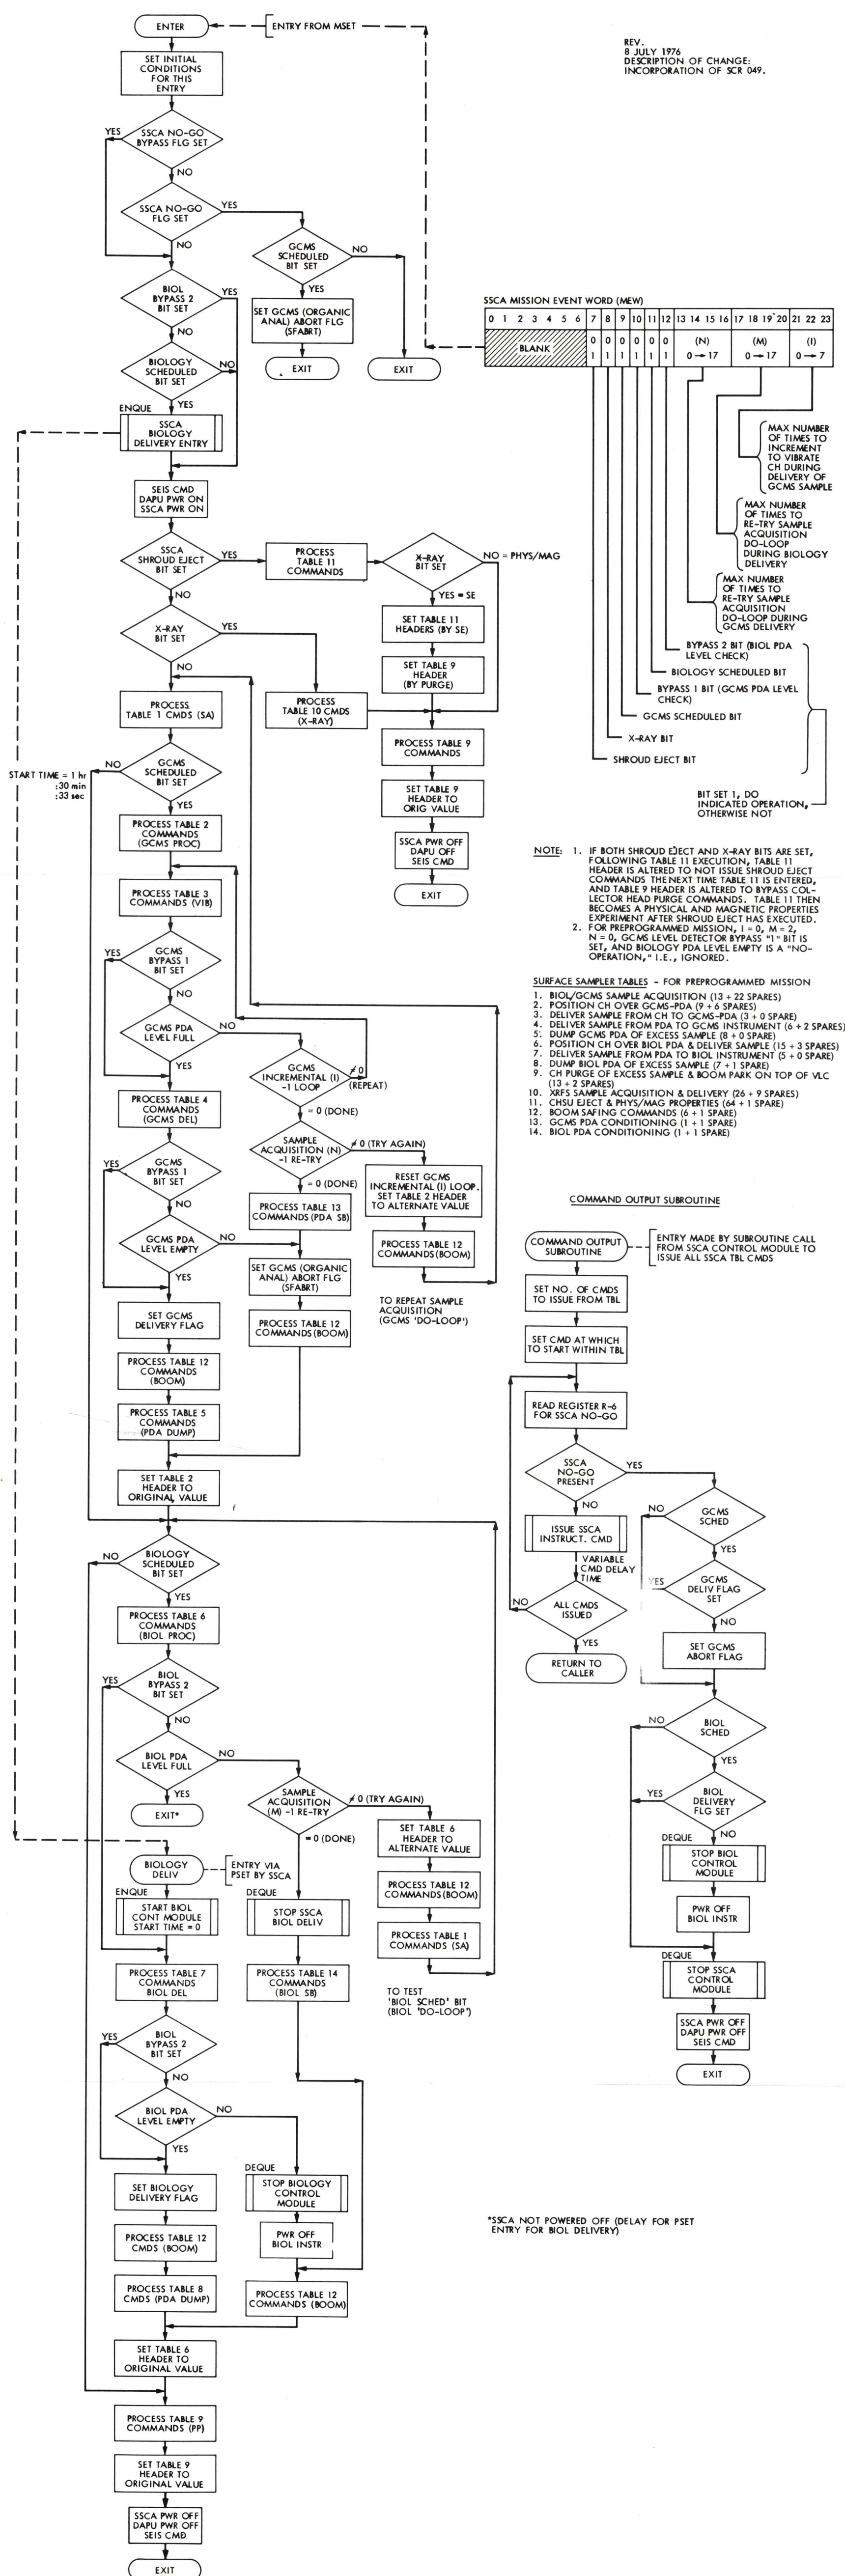 ENTER
ENTRY FROM MSET
REV.
8 JULY 1976
DESCRIPTION OF CHANGE:
INCORPORATION OF SCR 049.
SET INITIAL
CONDITIONS
FOR THIS
ENTRY
YES
SSCA NO-GO
BYPASS FLG SET
NO
SSCA NO-GO
FLG SET
YES
NO
GCMS
SCHEDULED
BIT SET
NO
YES
SET GCMS (ORGANIC
ANAL) ABORT FLG
(SFABRT)
EXIT
EXIT
BIOL
BYPASS 2
BIT SET
YES
NO
BIOLOGY
SCHEDULED
BIT SET
NO
YES
ENQUE
SSCA
BIOLOGY
DELIVERY ENTRY
SEIS CMD
DAPU PWR ON
SSCA PWR ON
SSCA
SHROUD EJECT
BIT SET
YES
NO
PROCESS
TABLE 11
COMMANDS
X-RAY
BIT SET
NO = PHYS/MAG
YES = SE
SET TABLE 11
HEADERS (BY SE)
SET TABLE 9
HEADER
(BY PURGE)
X-RAY
BIT SET
YES
NO
PROCESS
TABLE 10 CMDS
(X-RAY)
PROCESS TABLE 9
COMMANDS
SET TABLE 9
HEADER TO
ORIG VALUE
SSCA PWR OFF
DAPU OFF
SEIS CMD
EXIT
SSCA MISSION EVENT WORD (MEW)
0 1 2 3 4 5 6 7 8 9 10 11 12 13 14 15 16 17 18 19 20 21 22 23
BLANK
0 0 0 0 0 0 (N) (M) (I)
1 1 1 1 1 1 0 → 17 0 → 17 0 → 7
MAX NUMBER
OF TIMES TO
INCREMENT
TO VIBRATE
CH DURING
DELIVERY OF
GCMS SAMPLE
MAX NUMBER
OF TIMES TO
RE-TRY SAMPLE
ACQUISITION
DO-LOOP
DURING BIOLOGY
DELIVERY
MAX NUMBER
OF TIMES TO
RE-TRY SAMPLE
ACQUISITION
DO-LOOP DURING
GCMS DELIVERY
BYPASS 2 BIT (BIOL PDA
LEVEL CHECK)
BIOLOGY SCHEDULED BIT
BYPASS 1 BIT (GCMS PDA LEVEL
CHECK)
GCMS SCHEDULED BIT
X-RAY BIT
SHROUD EJECT BIT
BIT SET 1, DO
INDICATED OPERATION,
OTHERWISE NOT
NOTE: 1. IF BOTH SHROUD EJECT AND X-RAY BITS ARE SET,
FOLLOWING TABLE 11 EXECUTION, TABLE 11
HEADER IS ALTERED TO NOT ISSUE SHROUD EJECT
COMMANDS THE NEXT TIME TABLE 11 IS ENTERED,
AND TABLE 9 HEADER IS ALTERED TO BYPASS COL-
LECTOR HEAD PURGE COMMANDS. TABLE 11 THEN
BECOMES A PHYSICAL AND MAGNETIC PROPERTIES
EXPERIMENT AFTER SHROUD EJECT HAS EXECUTED.
2. FOR PREPROGRAMMED MISSION, I = 0, M = 2,
N = 0, GCMS LEVEL DETECTOR BYPASS "1" BIT IS
SET, AND BIOLOGY PDA LEVEL EMPTY IS A "NO-
OPERATION," I.E., IGNORED.
SURFACE SAMPLER TABLES - FOR PREPROGRAMMED MISSION
1. BIOL/GCMS SAMPLE ACQUISITION (13 + 22 SPARES)
2. POSITION CH OVER GCMS-PDA (9 + 6 SPARES)
3. DELIVER SAMPLE FROM CH TO GCMS-PDA (3 + 0 SPARE)
4. DELIVER SAMPLE FROM PDA TO GCMS INSTRUMENT (6 + 2 SPARES)
5. DUMP GCMS PDA OF EXCESS SAMPLE (8 + 0 SPARE)
6. POSITION CH OVER BIOL PDA & DELIVER SAMPLE (15 + 3 SPARES)
7. DELIVER SAMPLE FROM PDA TO BIOL INSTRUMENT (5 + 0 SPARE)
8. DUMP BIOL PDA OF EXCESS SAMPLE (7 + 1 SPARE)
9. CH PURGE OF EXCESS SAMPLE & BOOM PARK ON TOP OF VLC
(13 + 2 SPARES)
10. XRFS SAMPLE ACQUISITION & DELIVERY (26 + 9 SPARES)
11. CHSU EJECT & PHYS/MAG PROPERTIES (64 + 1 SPARE)
12. BOOM SAFING COMMANDS (6 + 1 SPARE)
13. GCMS PDA CONDITIONING (1 + 1 SPARE)
14. BIOL PDA CONDITIONING (1 + 1 SPARE)
PROCESS
TABLE 1 CMDS (SA)
NO
GCMS
SCHEDULED
BIT SET
START TIME = 1 hr
:30 min
:33 sec
YES
PROCESS TABLE 2
COMMANDS
(GCMS PROC)
PROCESS TABLE 3
COMMANDS (VIB)
YES
GCMS
BYPASS 1
BIT SET
NO
GCMS PDA
LEVEL FULL
NO
YES
GCMS
INCREMENTAL (I)
-1 LOOP
≠0
(REPEAT)
= 0 (DONE)
SAMPLE
ACQUISITION (N)
-1 RE-TRY
≠ 0 (TRY AGAIN)
= 0 (DONE)
RESET GCMS
INCREMENTAL (I) LOOP.
SET TABLE 2 HEADER
TO ALTERNATE VALUE
PROCESS TABLE 12
COMMANDS (BOOM)
TO REPEAT SAMPLE
ACQUISITION
(GCMS 'DO-LOOP')
PROCESS TABLE 4
COMMANDS
(GCMS DEL)
YES
GCMS
BYPASS 1
BIT SET
NO
GCMS PDA
LEVEL EMPTY
NO
YES
PROCESS TABLE 13
COMMANDS (PDA SB)
SET GCMS (ORGANIC
ANAL) ABORT FLG
(SFABRT)
PROCESS TABLE 12
COMMANDS (BOOM)
SET GCMS
DELIVERY FLAG
PROCESS TABLE 12
COMMANDS
(BOOM)
PROCESS TABLE 5
COMMANDS
(PDA DUMP)
SET TABLE 2
HEADER TO
ORIGINAL VALUE
COMMAND OUTPUT SUBROUTINE
COMMAND OUTPUT
SUBROUTINE
ENTRY MADE BY SUBROUTINE CALL
FROM SSCA CONTROL MODULE TO
ISSUE ALL SSCA TBL CMDS
SET NO. OF CMDS
TO ISSUE FROM TBL
SET CMD AT WHICH
TO START WITHIN TBL
READ REGISTER R-6
FOR SSCA NO-GO
SSCA
NO-GO
PRESENT
YES
NO
ISSUE SSCA
INSTRUCT. CMD
VARIABLE
CMD DELAY
TIME
NO
ALL CMDS
ISSUED
YES
RETURN TO
CALLER
NO
GCMS
SCHED
YES
YES
GCMS
DELIV FLAG
SET
NO
SET GCMS
ABORT FLAG
NO
BIOL
SCHED
YES
YES
BIOL
DELIVERY
FLG SET
NO
DEQUE
STOP BIOL
CONTROL
MODULE
PWR OFF
BIOL INSTR
DEQUE
STOP SSCA
CONTROL
MODULE
SSCA PWR OFF
DAPU PWR OFF
SEIS CMD
EXIT
NO
BIOLOGY
SCHEDULED
BIT SET
YES
PROCESS TABLE 6
COMMANDS
(BIOL PROC)
YES
BIOL
BYPASS 2
BIT SET
NO
BIOL PDA
LEVEL FULL
NO
YES
EXIT*
SAMPLE
ACQUISITION
(M) -1 RE-TRY
≠ 0 (TRY AGAIN)
= 0 (DONE)
SET TABLE 6
HEADER TO
ALTERNATE VALUE
PROCESS TABLE 12
COMMANDS (BOOM)
PROCESS TABLE 1
COMMANDS (SA)
TO TEST
'BIOL SCHED' BIT
(BIOL 'DO-LOOP')
BIOLOGY
DELIV
ENTRY VIA
PSET BY SSCA
ENQUE
START BIOL
CONT MODULE
START TIME = 0
DEQUE
STOP SSCA
BIOL DELIV
PROCESS TABLE 7
COMMANDS
BIOL DEL
PROCESS TABLE 14
COMMANDS
(BIOL SB)
YES
BIOL
BYPASS 2
BIT SET
NO
BIOL PDA
LEVEL EMPTY
NO
YES
DEQUE
STOP BIOLOGY
CONTROL
MODULE
PWR OFF
BIOL INSTR
PROCESS TABLE 12
COMMANDS (BOOM)
SET BIOLOGY
DELIVERY FLAG
PROCESS TABLE 12
CMDS (BOOM)
PROCESS TABLE 8
CMDS (PDA DUMP)
SET TABLE 6
HEADER TO
ORIGINAL VALUE
*SSCA NOT POWERED OFF (DELAY FOR PSET
ENTRY FOR BIOL DELIVERY)
PROCESS TABLE 9
COMMANDS (PP)
SET TABLE 9
HEADER TO
ORIGINAL VALUE
SSCA PWR OFF
DAPU PWR OFF
SEIS CMD
EXIT